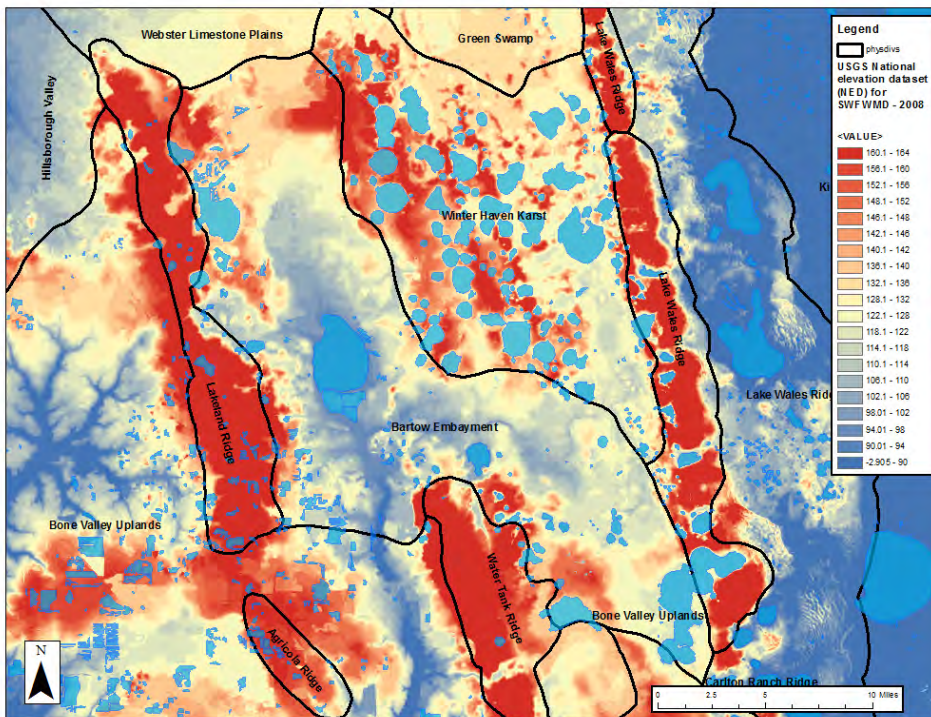 Webster Limestone Plains
Green Swamp
Lake Wales Ridge
Hillsborough Valley
Winter Haven Karst
Lake Wales Ridge
Lakeland Ridge
Bartow Embayment
Lake Wales Rid
Bone Valley Uplands
Water Tank Ridge
Agricola Ridge
Bone Valley Uplands
Carlton Ranch Ridge
Ki
Legend
physdivs
USGS National
elevation dataset
(NED) for
SWFWMD - 2008
<VALUE>
160.1 - 164
156.1 - 160
152.1 - 156
148.1 - 152
146.1 - 148
142.1 - 146
140.1 - 142
136.1 - 140
132.1 - 136
128.1 - 132
122.1 - 128
118.1 - 122
114.1 - 118
110.1 - 114
106.1 - 110
102.1 - 106
98.01 - 102
94.01 - 98
90.01 - 94
-2.905 - 90
N
0 2.5 5 10 Miles